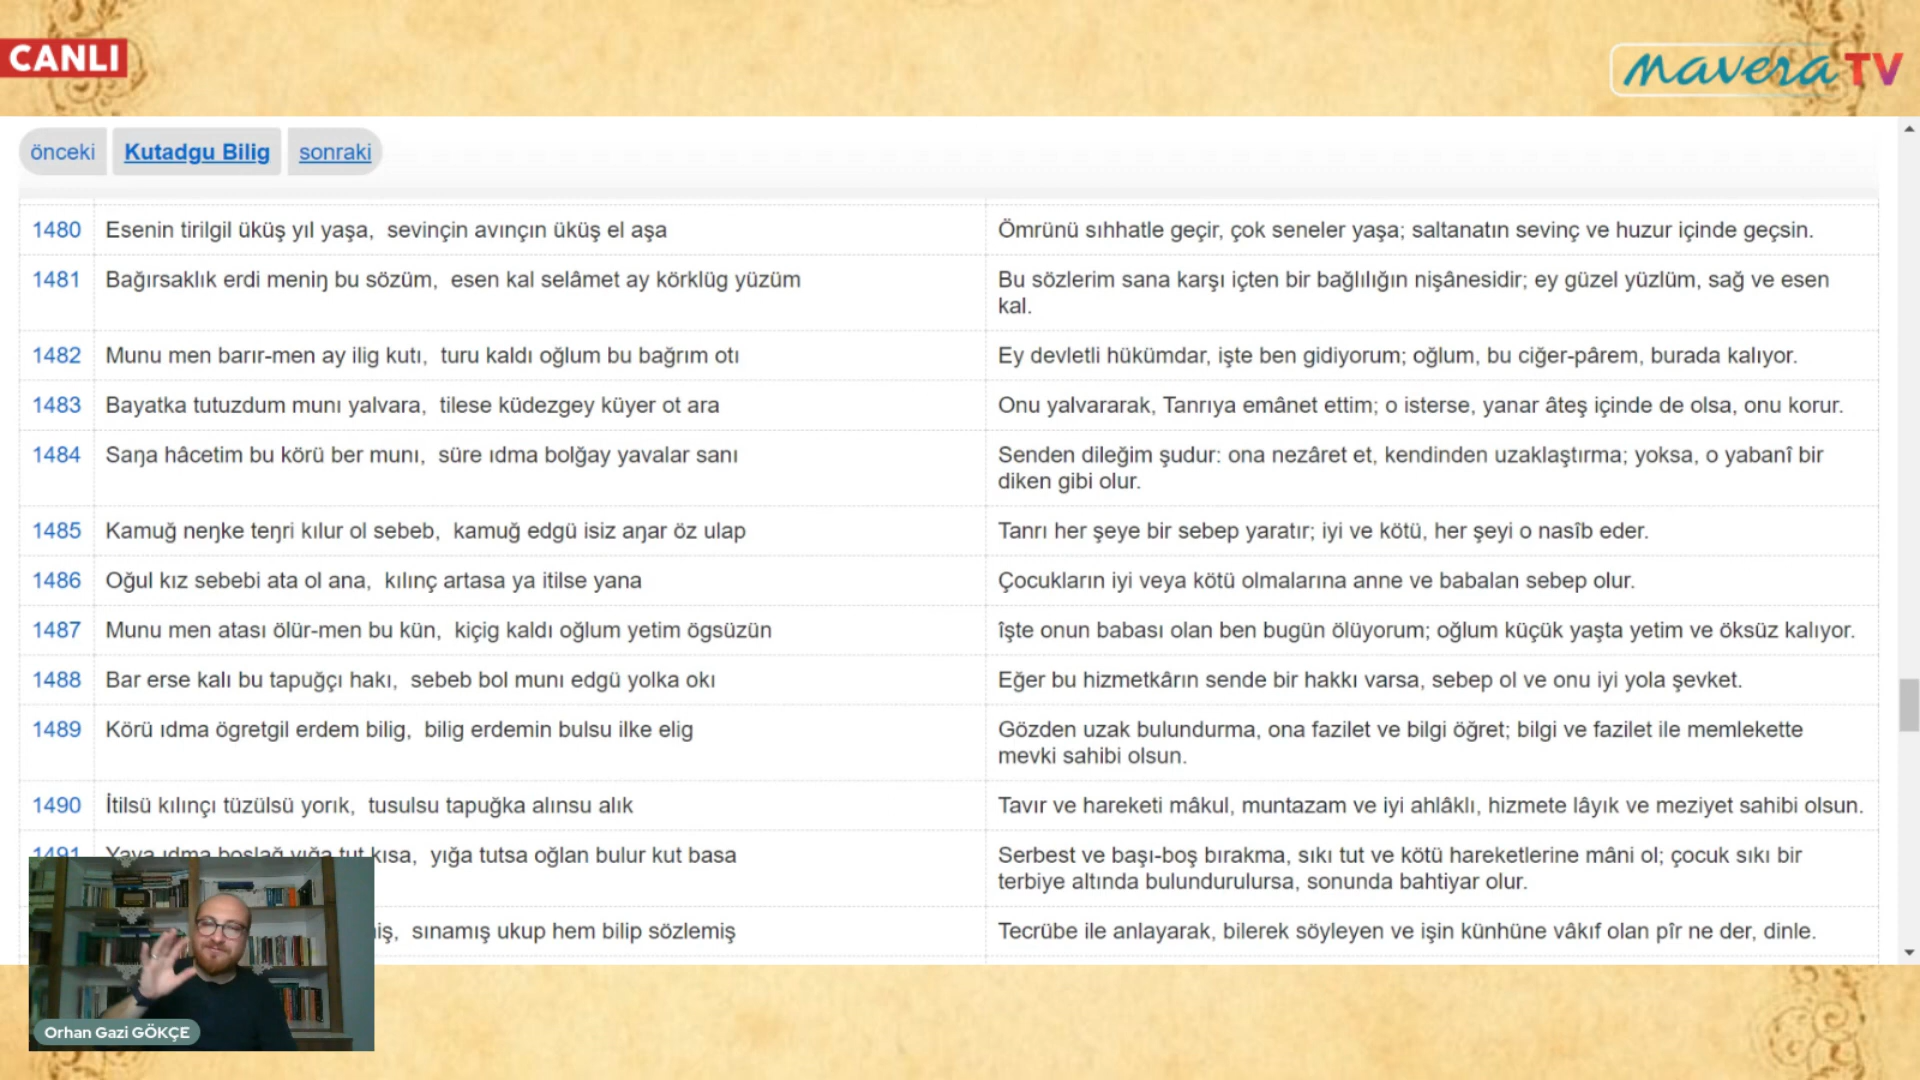 CANLI
mavera TV
önceki Kutadgu Bilig sonraki
1480 Esenin tirilgil üküş yıl yaşa, sevinçin avınçın üküş el aşa Ömrünü sıhhatle geçir, çok seneler yaşa; saltanatın sevinç ve huzur içinde geçsin.
1481 Bağırsaklık erdi meniŋ bu sözüm, esen kal selâmet ay körklüg yüzüm Bu sözlerim sana karşı içten bir bağlılığın nişânesidir; ey güzel yüzlüm, sağ ve esen
kal.
1482 Munu men barır-men ay ilig kutı, turu kaldı oğlum bu bağrım otı Ey devletli hükümdar, işte ben gidiyorum; oğlum, bu ciğer-pârem, burada kalıyor.
1483 Bayatka tutuzdum munı yalvara, tilese küdezgey küyer ot ara Onu yalvararak, Tanrıya emânet ettim; o isterse, yanar âteş içinde de olsa, onu korur.
1484 Saŋa hâcetim bu körü ber munı, süre ıdma bolğay yavalar sanı Senden dileğim şudur: ona nezâret et, kendinden uzaklaştırma; yoksa, o yabanî bir
diken gibi olur.
1485 Kamuğ neŋke teŋri kılur ol sebeb, kamuğ edgü isiz aŋar öz ulap Tanrı her şeye bir sebep yaratır; iyi ve kötü, her şeyi o nasîb eder.
1486 Oğul kız sebebi ata ol ana, kılınç artasa ya itilse yana Çocukların iyi veya kötü olmalarına anne ve babalan sebep olur.
1487 Munu men atası ölür-men bu kün, kiçig kaldı oğlum yetim ögsüzün îşte onun babası olan ben bugün ölüyorum; oğlum küçük yaşta yetim ve öksüz kalıyor.
1488 Bar erse kalı bu tapuğçı hakı, sebeb bol munı edgü yolka okı Eğer bu hizmetkârın sende bir hakkı varsa, sebep ol ve onu iyi yola şevket.
1489 Körü ıdma ögretgil erdem bilig, bilig erdemin bulsu ilke elig Gözden uzak bulundurma, ona fazilet ve bilgi öğret; bilgi ve fazilet ile memlekette
mevki sahibi olsun.
1490 İtilsü kılınçı tüzülsü yorık, tusulsu tapuğka alınsu alık Tavır ve hareketi mâkul, muntazam ve iyi ahlâklı, hizmete lâyık ve meziyet sahibi olsun.
1491 Yava ıdma boşlağ yığa tut kısa, yığa tutsa oğlan bulur kut basa Serbest ve başı-boş bırakma, sıkı tut ve kötü hareketlerine mâni ol; çocuk sıkı bir
terbiye altında bulundurulursa, sonunda bahtiyar olur.
sınamış ukup hem bilip sözlemiş Tecrübe ile anlayarak, bilerek söyleyen ve işin künhüne vâkıf olan pîr ne der, dinle.
Orhan Gazi GÖKÇE